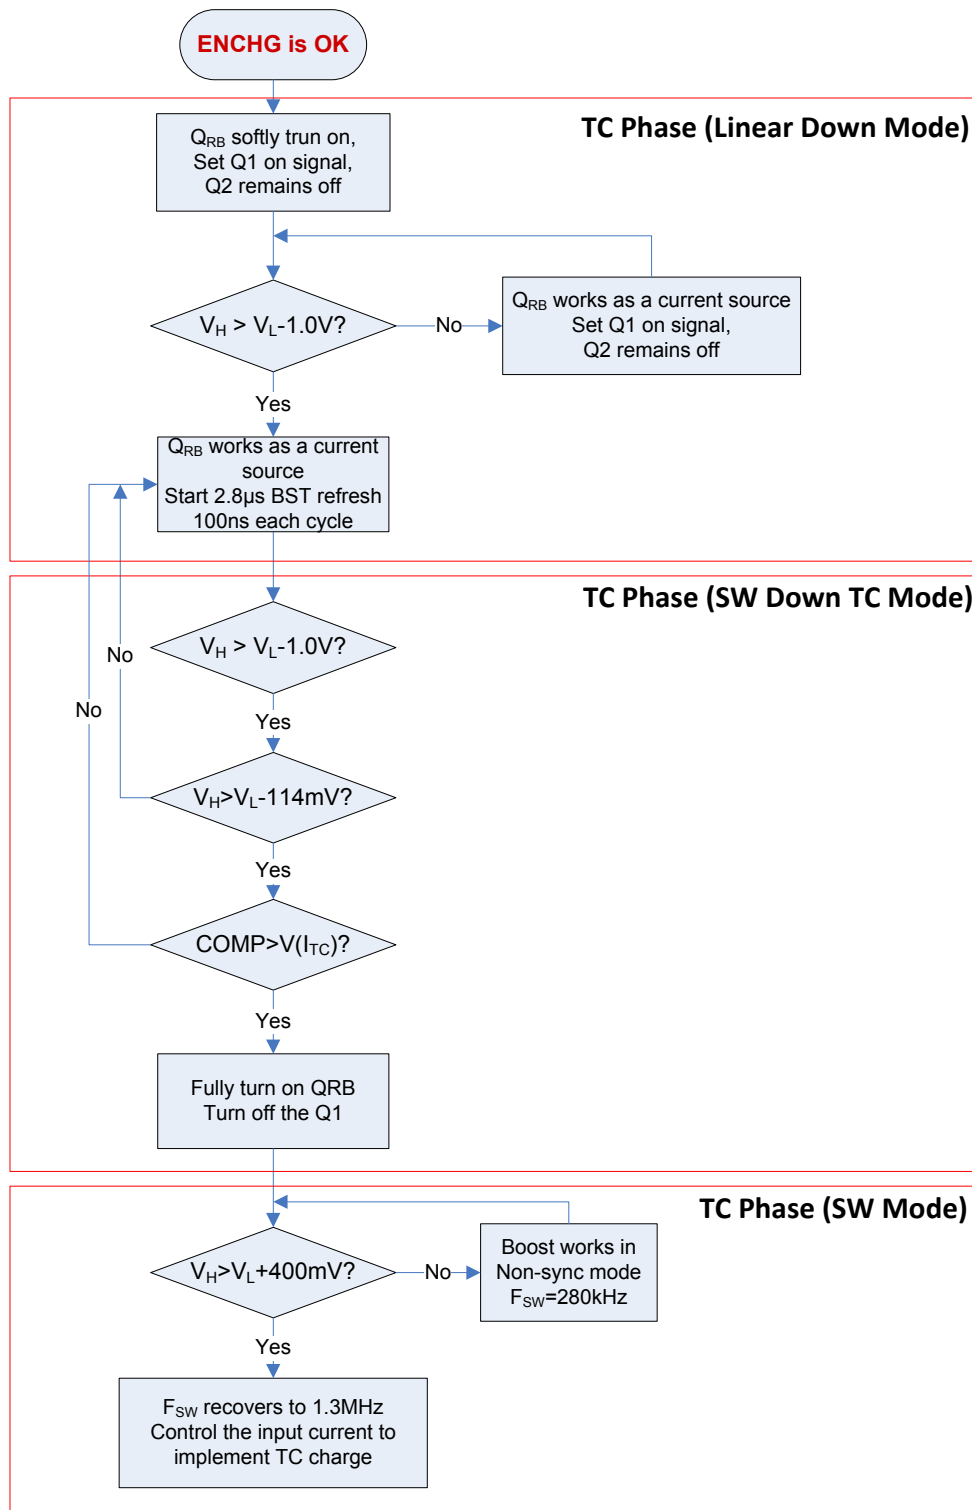 ENCHG is OK
TC Phase (Linear Down Mode)
QRB softly trun on,
Set Q1 on signal,
Q2 remains off
VH > VL-1.0V?
No
QRB works as a current source
Set Q1 on signal,
Q2 remains off
Yes
QRB works as a current
source
Start 2.8µs BST refresh
100ns each cycle
TC Phase (SW Down TC Mode)
VH > VL-1.0V?
No
No
Yes
VH>VL-114mV?
Yes
COMP>V(ITC)?
Yes
Fully turn on QRB
Turn off the Q1
TC Phase (SW Mode)
VH>VL+400mV?
No
Boost works in
Non-sync mode
FSW=280kHz
Yes
FSW recovers to 1.3MHz
Control the input current to
implement TC charge